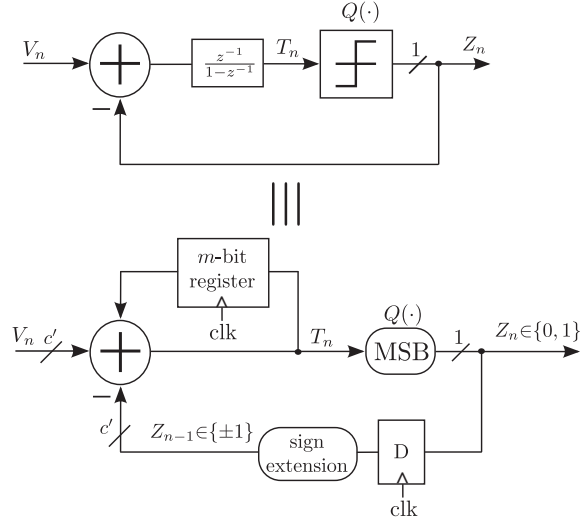 Q(·)
V_n
z^{-1}
1−z^{-1}
T_n
1
Z_n
−
m-bit
register
clk
Q(·)
V_n c′
T_n
MSB
1
Z_n∈{0, 1}
−
c′
Z_{n−1}∈{±1}
sign
extension
D
clk